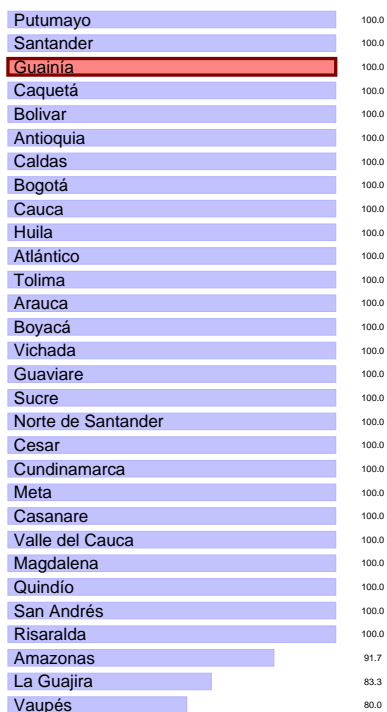 Putumayo 100.0
Santander 100.0
Guainía 100.0
Caquetá 100.0
Bolivar 100.0
Antioquia 100.0
Caldas 100.0
Bogotá 100.0
Cauca 100.0
Huila 100.0
Atlántico 100.0
Tolima 100.0
Arauca 100.0
Boyacá 100.0
Vichada 100.0
Guaviare 100.0
Sucre 100.0
Norte de Santander 100.0
Cesar 100.0
Cundinamarca 100.0
Meta 100.0
Casanare 100.0
Valle del Cauca 100.0
Magdalena 100.0
Quindío 100.0
San Andrés 100.0
Risaralda 100.0
Amazonas 91.7
La Guajira 83.3
Vaupés 80.0